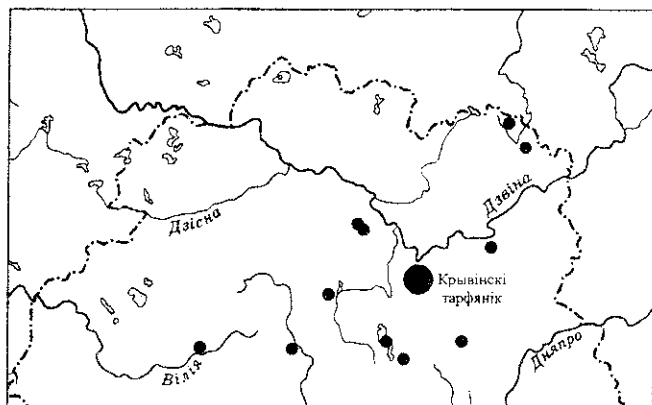 Дзвіна
Дзісна
Крывінскі
тарфянік
Дняпро
Вілія